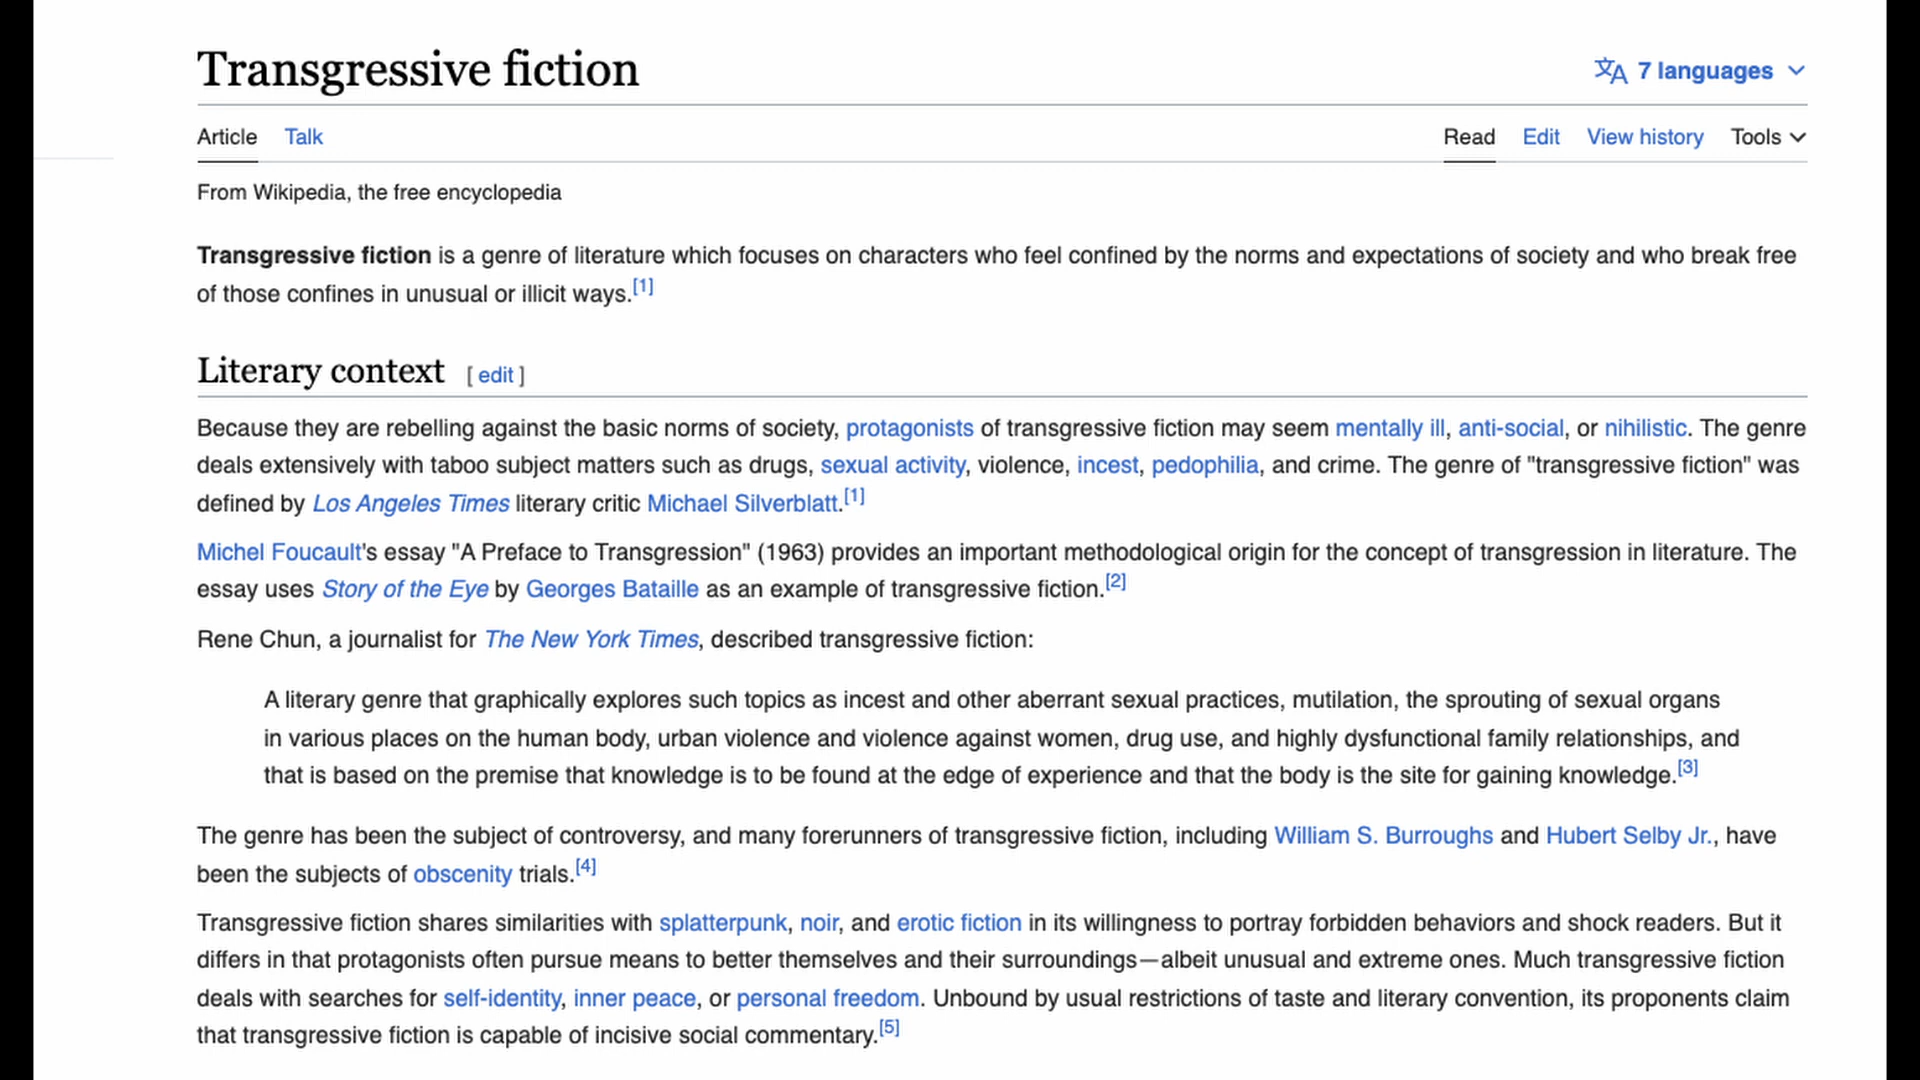 Transgressive fiction
7 languages
Article Talk Read Edit View history Tools
From Wikipedia, the free encyclopedia
Transgressive fiction is a genre of literature which focuses on characters who feel confined by the norms and expectations of society and who break free
of those confines in unusual or illicit ways.[1]
Literary context [ edit ]
Because they are rebelling against the basic norms of society, protagonists of transgressive fiction may seem mentally ill, anti-social, or nihilistic. The genre
deals extensively with taboo subject matters such as drugs, sexual activity, violence, incest, pedophilia, and crime. The genre of "transgressive fiction" was
defined by Los Angeles Times literary critic Michael Silverblatt.[1]
Michel Foucault's essay "A Preface to Transgression" (1963) provides an important methodological origin for the concept of transgression in literature. The
essay uses Story of the Eye by Georges Bataille as an example of transgressive fiction.[2]
Rene Chun, a journalist for The New York Times, described transgressive fiction:
A literary genre that graphically explores such topics as incest and other aberrant sexual practices, mutilation, the sprouting of sexual organs
in various places on the human body, urban violence and violence against women, drug use, and highly dysfunctional family relationships, and
that is based on the premise that knowledge is to be found at the edge of experience and that the body is the site for gaining knowledge.[3]
The genre has been the subject of controversy, and many forerunners of transgressive fiction, including William S. Burroughs and Hubert Selby Jr., have
been the subjects of obscenity trials.[4]
Transgressive fiction shares similarities with splatterpunk, noir, and erotic fiction in its willingness to portray forbidden behaviors and shock readers. But it
differs in that protagonists often pursue means to better themselves and their surroundings—albeit unusual and extreme ones. Much transgressive fiction
deals with searches for self-identity, inner peace, or personal freedom. Unbound by usual restrictions of taste and literary convention, its proponents claim
that transgressive fiction is capable of incisive social commentary.[5]